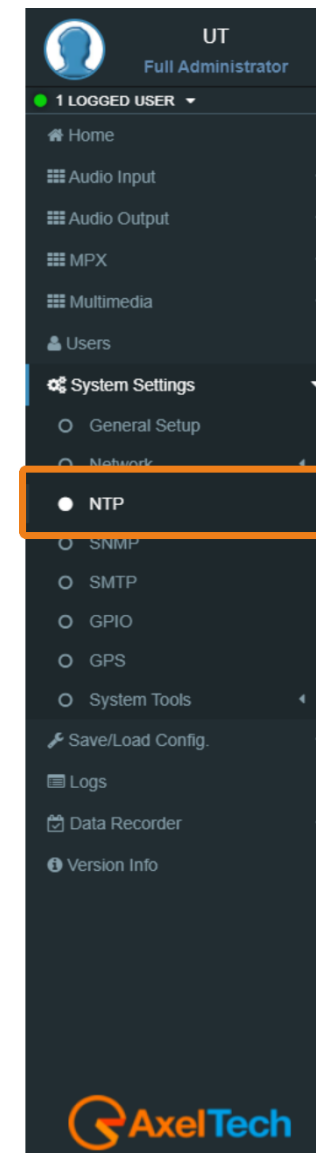 UT
Full Administrator
1 LOGGED USER
Home
Audio Input
Audio Output
MPX
Multimedia
Users
System Settings
General Setup
Network
NTP
SNMP
SMTP
GPIO
GPS
System Tools
Save/Load Config.
Logs
Data Recorder
Version Info
AxelTech